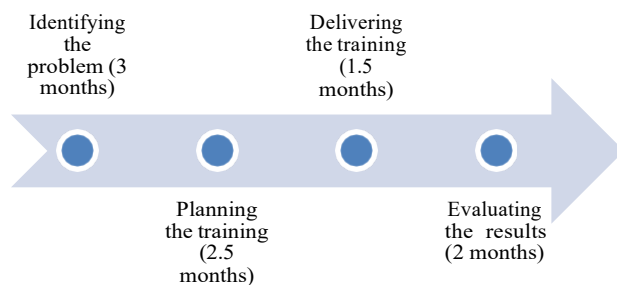 Identifying
the
problem (3
months)
Delivering
the training
(1.5
months)
Planning
the training
(2.5
months)
Evaluating
the results
(2 months)